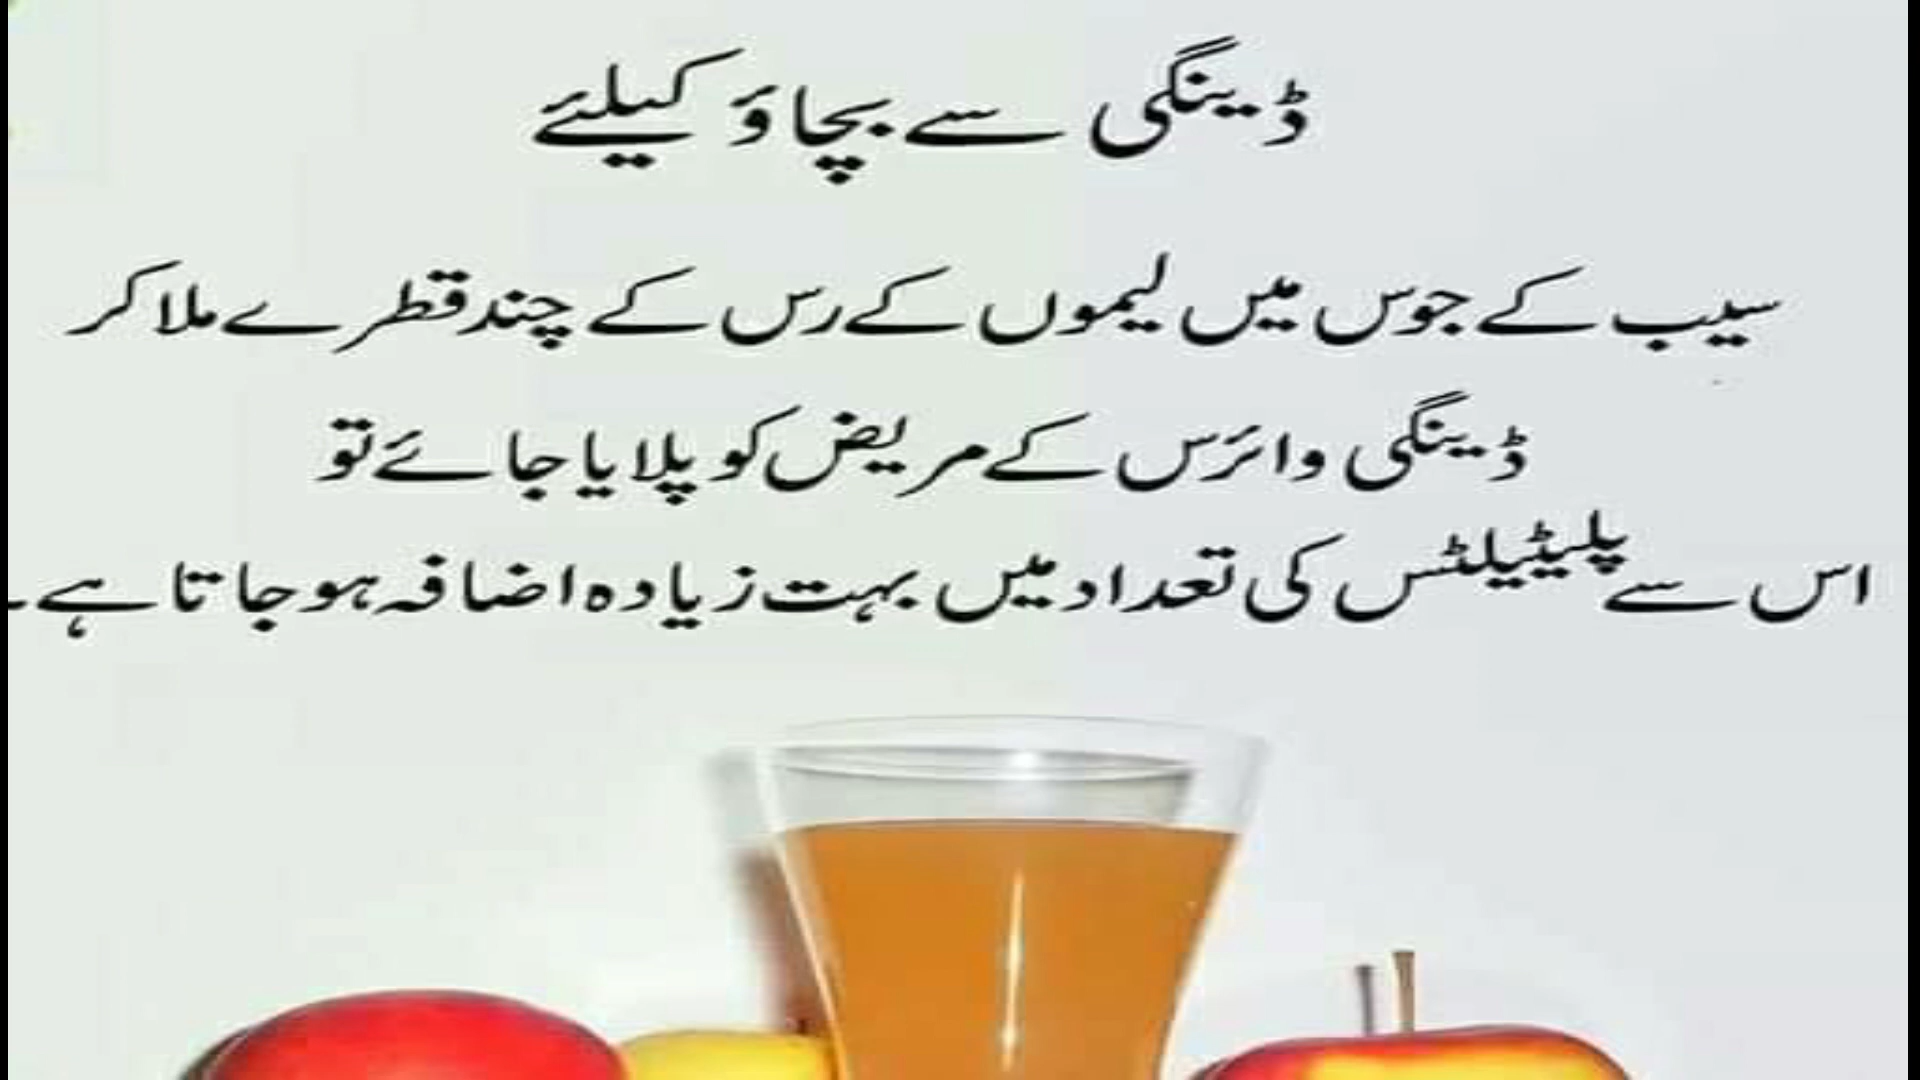 ڈینگی سے بچاؤ کیلئے
سیب کے جوس میں لیموں کے رس کے چند قطرے ملا کر
ڈینگی وائرس کے مریض کو پلایا جائے تو
اس سے پلیٹیلٹس کی تعداد میں بہت زیادہ اضافہ ہو جاتا ہے۔